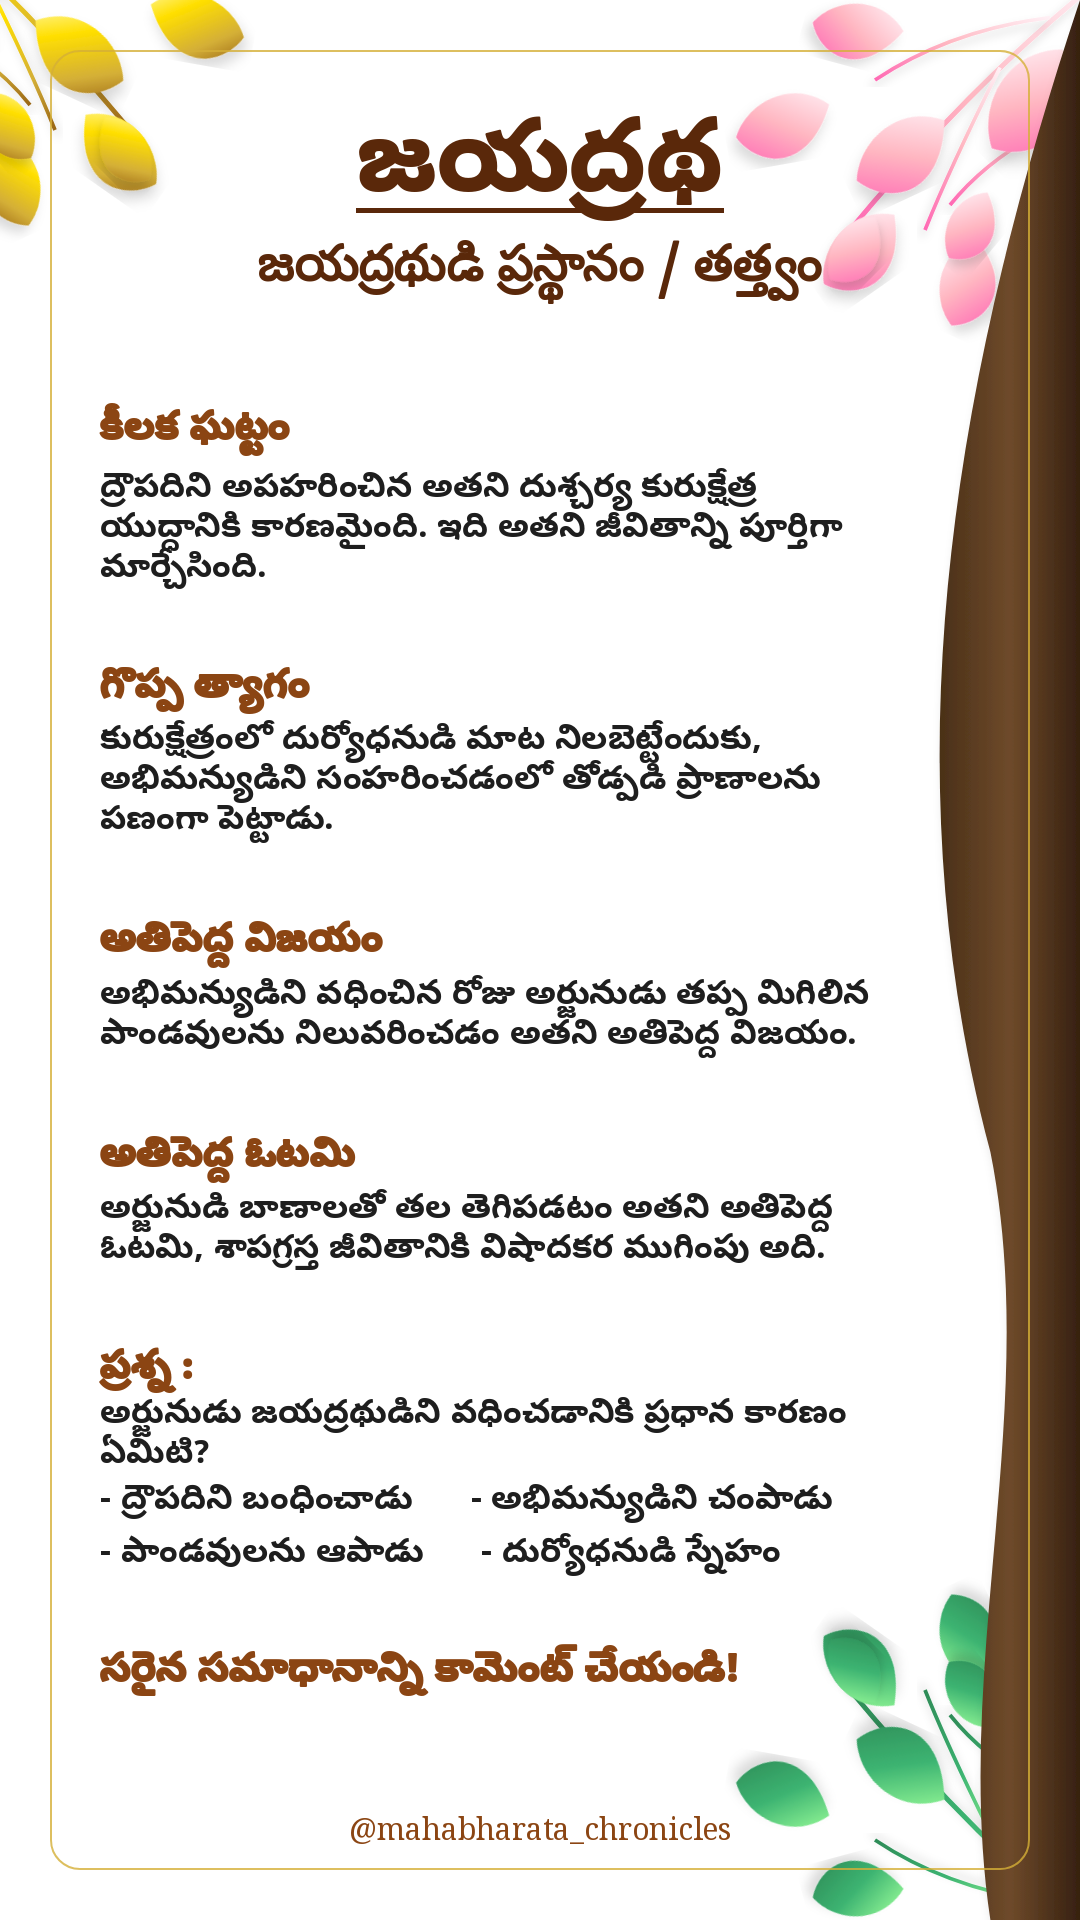 జయద్రథ
జయద్రథుడి ప్రస్థానం / తత్త్వం
కీలక ఘట్టం
ద్రౌపదిని అపహరించిన అతని దుశ్చర్య కురుక్షేత్ర
యుద్ధానికి కారణమైంది. ఇది అతని జీవితాన్ని పూర్తిగా
మార్చేసింది.
గొప్ప త్యాగం
కురుక్షేత్రంలో దుర్యోధనుడి మాట నిలబెట్టేందుకు,
అభిమన్యుడిని సంహరించడంలో తోడ్పడి ప్రాణాలను
పణంగా పెట్టాడు.
అతిపెద్ద విజయం
అభిమన్యుడిని వధించిన రోజు అర్జునుడు తప్ప మిగిలిన
పాండవులను నిలువరించడం అతని అతిపెద్ద విజయం.
అతిపెద్ద ఓటమి
అర్జునుడి బాణాలతో తల తెగిపడటం అతని అతిపెద్ద
ఓటమి, శాపగ్రస్త జీవితానికి విషాదకర ముగింపు అది.
ప్రశ్న :
అర్జునుడు జయద్రథుడిని వధించడానికి ప్రధాన కారణం
ఏమిటి?
- ద్రౌపదిని బంధించాడు - అభిమన్యుడిని చంపాడు
- పాండవులను ఆపాడు - దుర్యోధనుడి స్నేహం
సరైన సమాధానాన్ని కామెంట్ చేయండి!
@mahabharata_chronicles